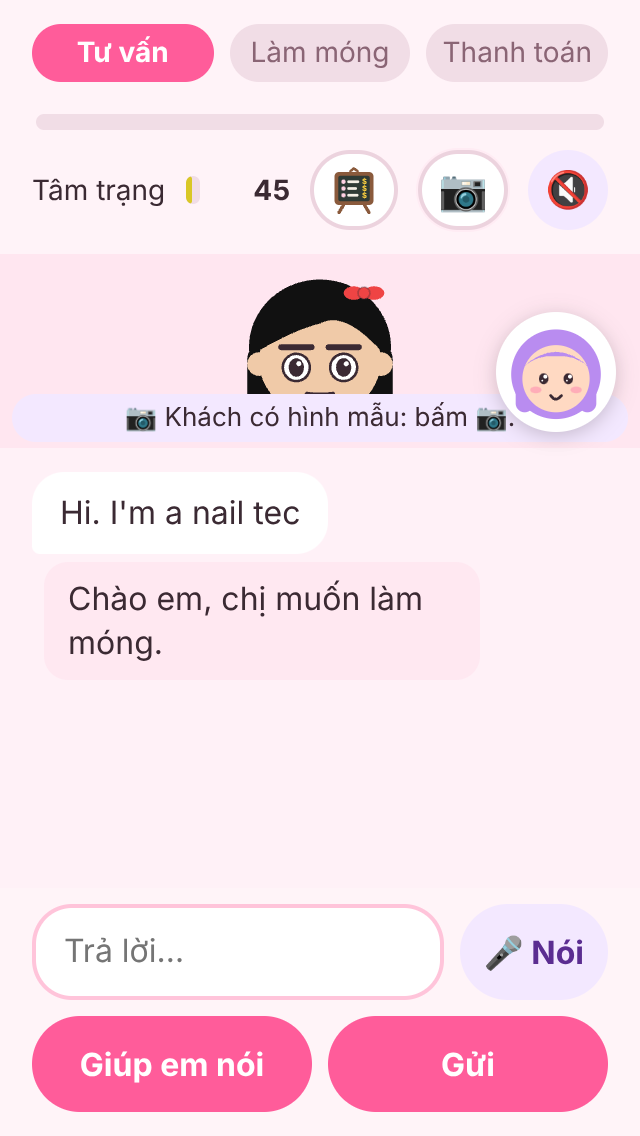 Tư vấn
Làm móng
Thanh toán
Tâm trạng
45
Khách có hình mẫu: bấm 📷.
Hi. I'm a nail tec
Chào em, chị muốn làm
móng.
Trả lời...
Nói
Giúp em nói
Gửi